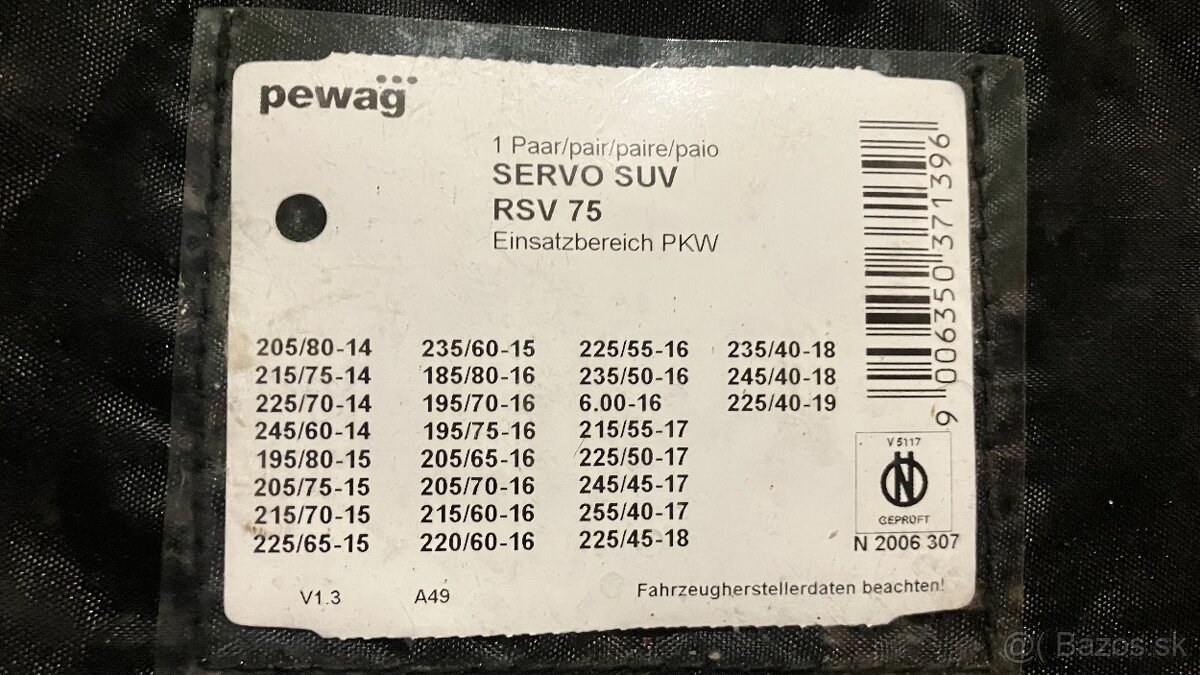 pewag
1 Paar/pair/paire/paio
SERVO SUV
RSV 75
Einsatzbereich PKW
205/80-14 235/60-15 225/55-16 235/40-18
215/75-14 185/80-16 235/50-16 245/40-18
225/70-14 195/70-16 6.00-16 225/40-19
245/60-14 195/75-16 215/55-17
195/80-15 205/65-16 225/50-17
205/75-15 205/70-16 245/45-17
215/70-15 215/60-16 255/40-17
225/65-15 220/60-16 225/45-18
V1.3 A49
Fahrzeugherstellerdaten beachten!
9 006350 371396
V 5117
N
GEPRÜFT
N 2006 307
@( Bazos.sk